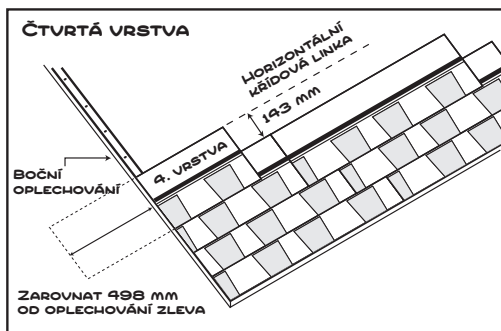 ČTVRTÁ VRSTVA
HORIZONTÁLNÍ
KŘÍDOVÁ LINKA
143 MM
4. VRSTVA
BOČNÍ
OPLECHOVÁNÍ
ZAROVNAT 498 MM
OD OPLECHOVÁNÍ ZLEVA